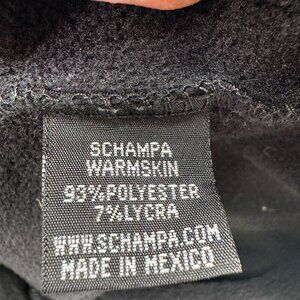 SCHAMPA
WARMSKIN
93%POLYESTER
7%LYCRA
WWW.SCHAMPA.COM
MADE IN MEXICO